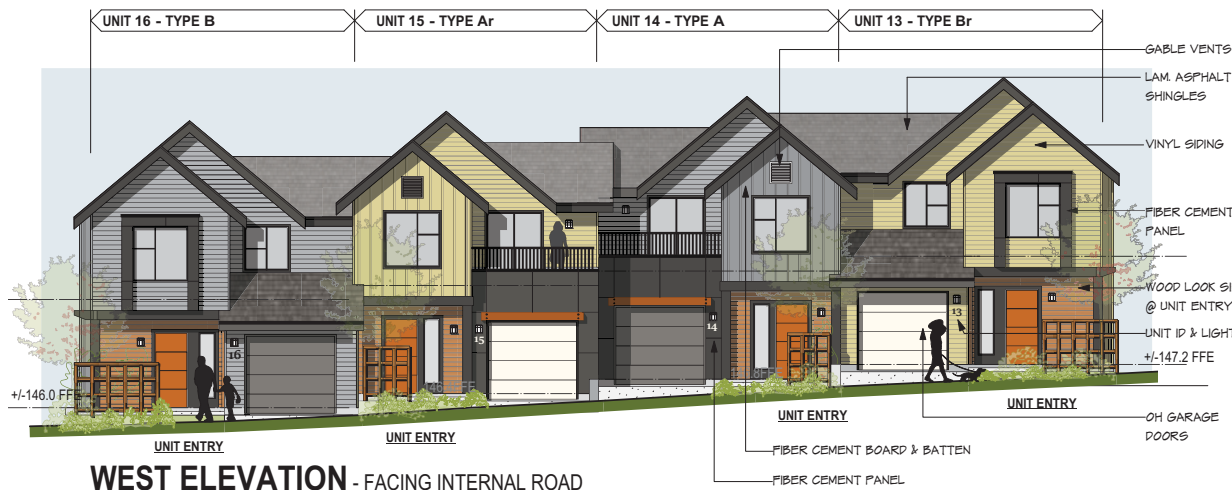 UNIT 16 - TYPE B
UNIT 15 - TYPE Ar
UNIT 14 - TYPE A
UNIT 13 - TYPE Br
GABLE VENTS
LAM. ASPHALT
SHINGLES
VINYL SIDING
FIBER CEMENT
PANEL
WOOD LOOK SI
@ UNIT ENTRY
UNIT ID & LIGHT
+/-147.2 FFE
OH GARAGE
DOORS
13
14
15
16
+/-146.0 FFE
UNIT ENTRY
UNIT ENTRY
UNIT ENTRY
UNIT ENTRY
FIBER CEMENT BOARD & BATTEN
FIBER CEMENT PANEL
WEST ELEVATION - FACING INTERNAL ROAD